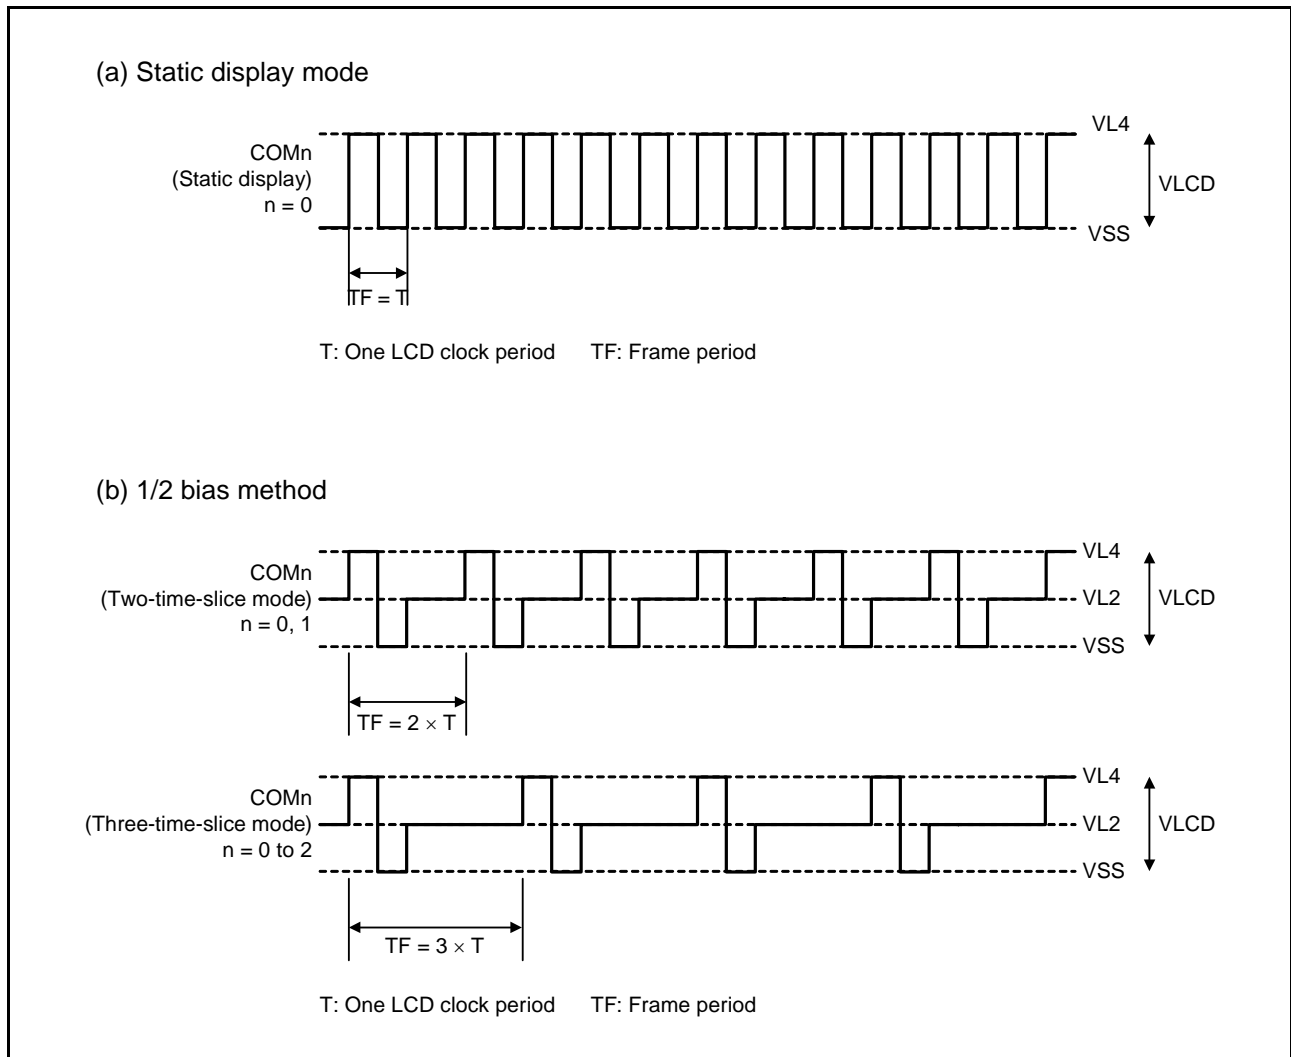 (a) Static display mode
COMn
(Static display)
n = 0
VL4
VLCD
VSS
TF = T
T: One LCD clock period TF: Frame period
(b) 1/2 bias method
COMn
(Two-time-slice mode)
n = 0, 1
VL4
VL2
VLCD
VSS
TF = 2 × T
COMn
(Three-time-slice mode)
n = 0 to 2
VL4
VL2
VLCD
VSS
TF = 3 × T
T: One LCD clock period TF: Frame period